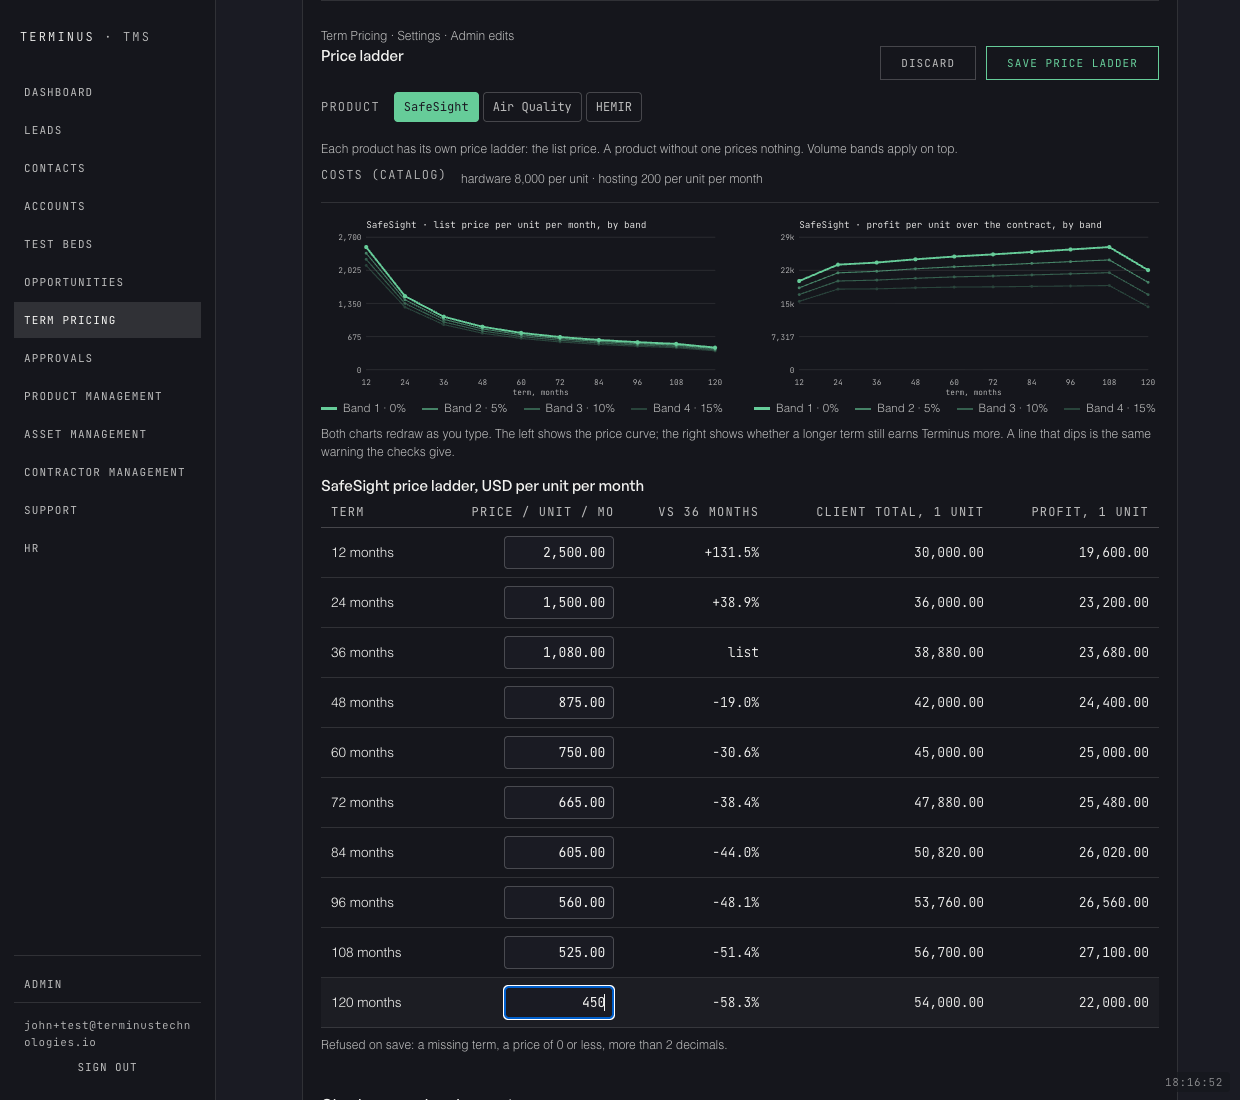 TERMINUS · TMS
DASHBOARD
LEADS
CONTACTS
ACCOUNTS
TEST BEDS
OPPORTUNITIES
TERM PRICING
APPROVALS
PRODUCT MANAGEMENT
ASSET MANAGEMENT
CONTRACTOR MANAGEMENT
SUPPORT
HR
ADMIN
john+test@terminustechn
ologies.io
SIGN OUT
Term Pricing · Settings · Admin edits
Price ladder
DISCARD
SAVE PRICE LADDER
PRODUCT SafeSight Air Quality HEMIR
Each product has its own price ladder: the list price. A product without one prices nothing. Volume bands apply on top.
COSTS (CATALOG) hardware 8,000 per unit · hosting 200 per unit per month
SafeSight · list price per unit per month, by band
2,700
2,025
1,350
675
0
12 24 36 48 60 72 84 96 108 120
term, months
Band 1 · 0% Band 2 · 5% Band 3 · 10% Band 4 · 15%
SafeSight · profit per unit over the contract, by band
29k
22k
15k
7,317
0
12 24 36 48 60 72 84 96 108 120
term, months
Band 1 · 0% Band 2 · 5% Band 3 · 10% Band 4 · 15%
Both charts redraw as you type. The left shows the price curve; the right shows whether a longer term still earns Terminus more. A line that dips is the same
warning the checks give.
SafeSight price ladder, USD per unit per month
TERM PRICE / UNIT / MO VS 36 MONTHS CLIENT TOTAL, 1 UNIT PROFIT, 1 UNIT
12 months 2,500.00 +131.5% 30,000.00 19,600.00
24 months 1,500.00 +38.9% 36,000.00 23,200.00
36 months 1,080.00 list 38,880.00 23,680.00
48 months 875.00 -19.0% 42,000.00 24,400.00
60 months 750.00 -30.6% 45,000.00 25,000.00
72 months 665.00 -38.4% 47,880.00 25,480.00
84 months 605.00 -44.0% 50,820.00 26,020.00
96 months 560.00 -48.1% 53,760.00 26,560.00
108 months 525.00 -51.4% 56,700.00 27,100.00
120 months 450 -58.3% 54,000.00 22,000.00
Refused on save: a missing term, a price of 0 or less, more than 2 decimals.
18:16:52